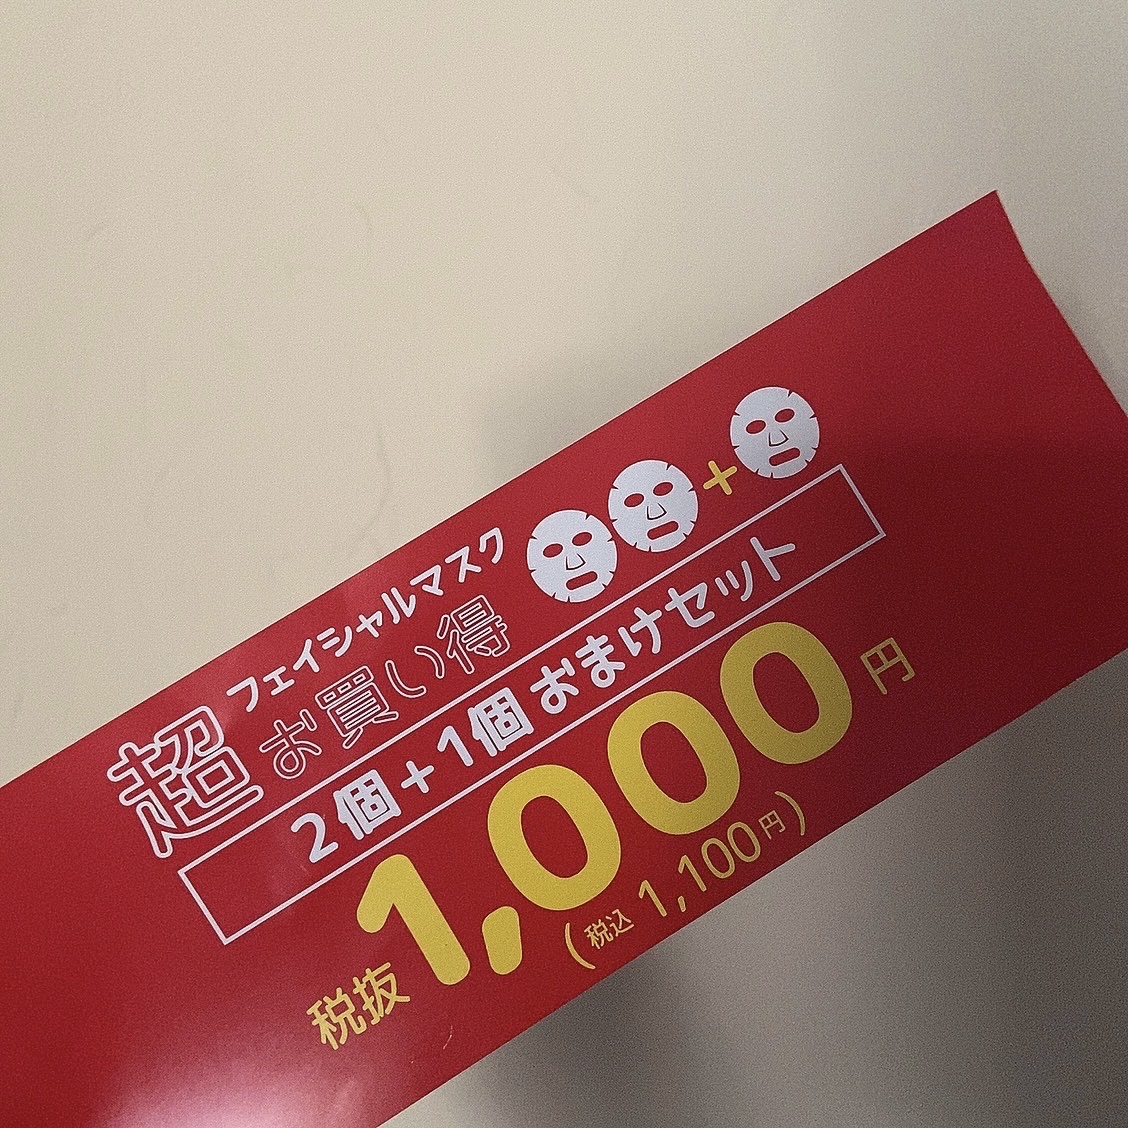 フェイシャルマスク
超お買い得
2個+1個 おまけセット
税抜1,000円
(税込 1,100円)